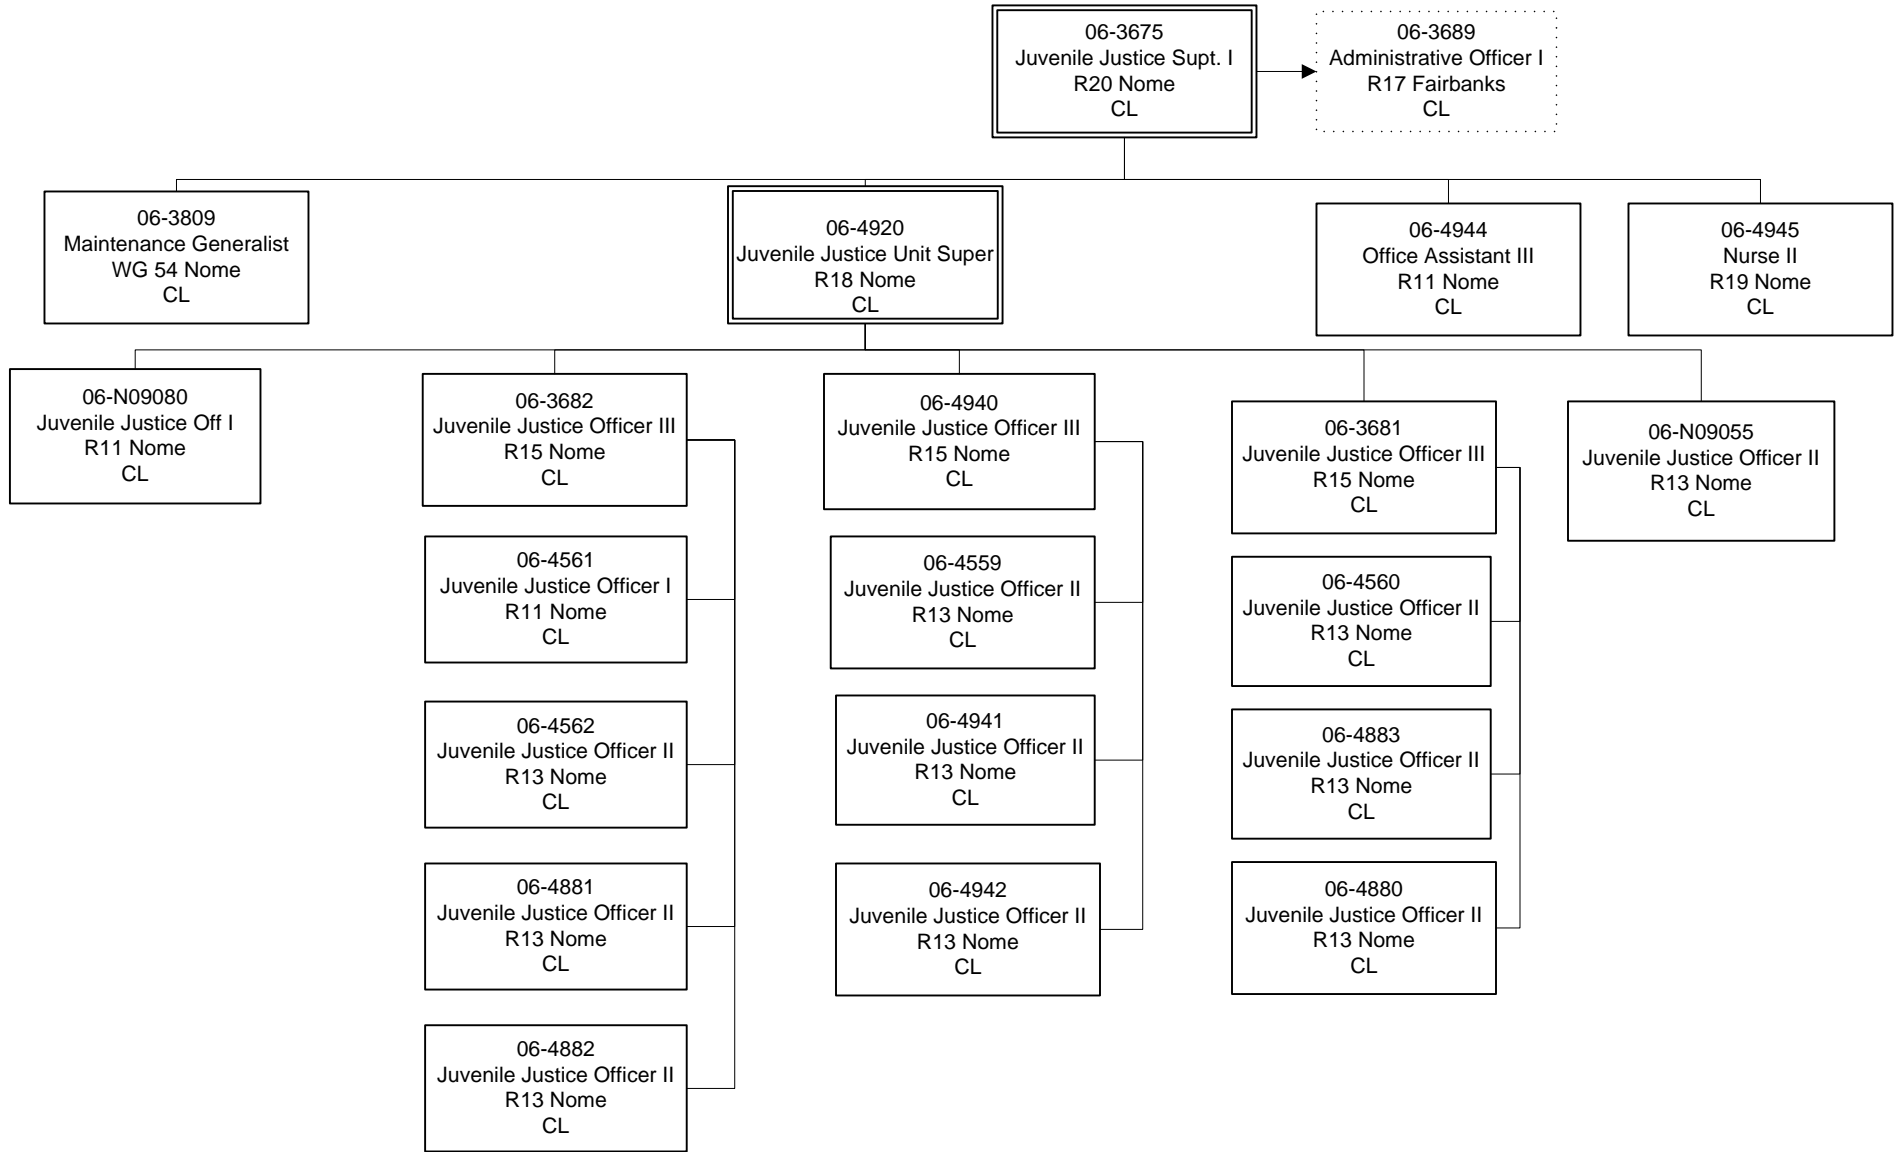 06-3675
Juvenile Justice Supt. I
R20 Nome
CL
06-3689
Administrative Officer I
R17 Fairbanks
CL
06-3809
Maintenance Generalist
WG 54 Nome
CL
06-4920
Juvenile Justice Unit Super
R18 Nome
CL
06-4944
Office Assistant III
R11 Nome
CL
06-4945
Nurse II
R19 Nome
CL
06-N09080
Juvenile Justice Off I
R11 Nome
CL
06-3682
Juvenile Justice Officer III
R15 Nome
CL
06-4940
Juvenile Justice Officer III
R15 Nome
CL
06-3681
Juvenile Justice Officer III
R15 Nome
CL
06-N09055
Juvenile Justice Officer II
R13 Nome
CL
06-4561
Juvenile Justice Officer I
R11 Nome
CL
06-4559
Juvenile Justice Officer II
R13 Nome
CL
06-4560
Juvenile Justice Officer II
R13 Nome
CL
06-4562
Juvenile Justice Officer II
R13 Nome
CL
06-4941
Juvenile Justice Officer II
R13 Nome
CL
06-4883
Juvenile Justice Officer II
R13 Nome
CL
06-4881
Juvenile Justice Officer II
R13 Nome
CL
06-4942
Juvenile Justice Officer II
R13 Nome
CL
06-4880
Juvenile Justice Officer II
R13 Nome
CL
06-4882
Juvenile Justice Officer II
R13 Nome
CL